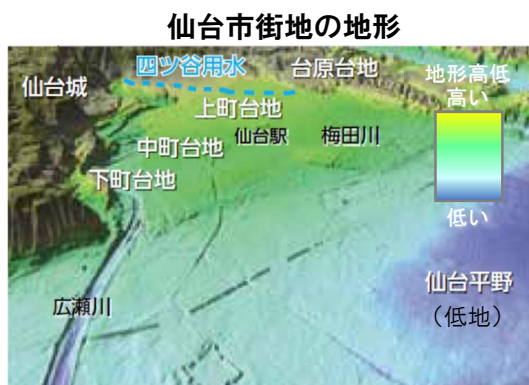 仙台市街地の地形
四ツ谷用水
台原台地
地形高低
高い
仙台城
上町台地
仙台駅
梅田川
中町台地
下町台地
低い
仙台平野
（低地）
広瀬川